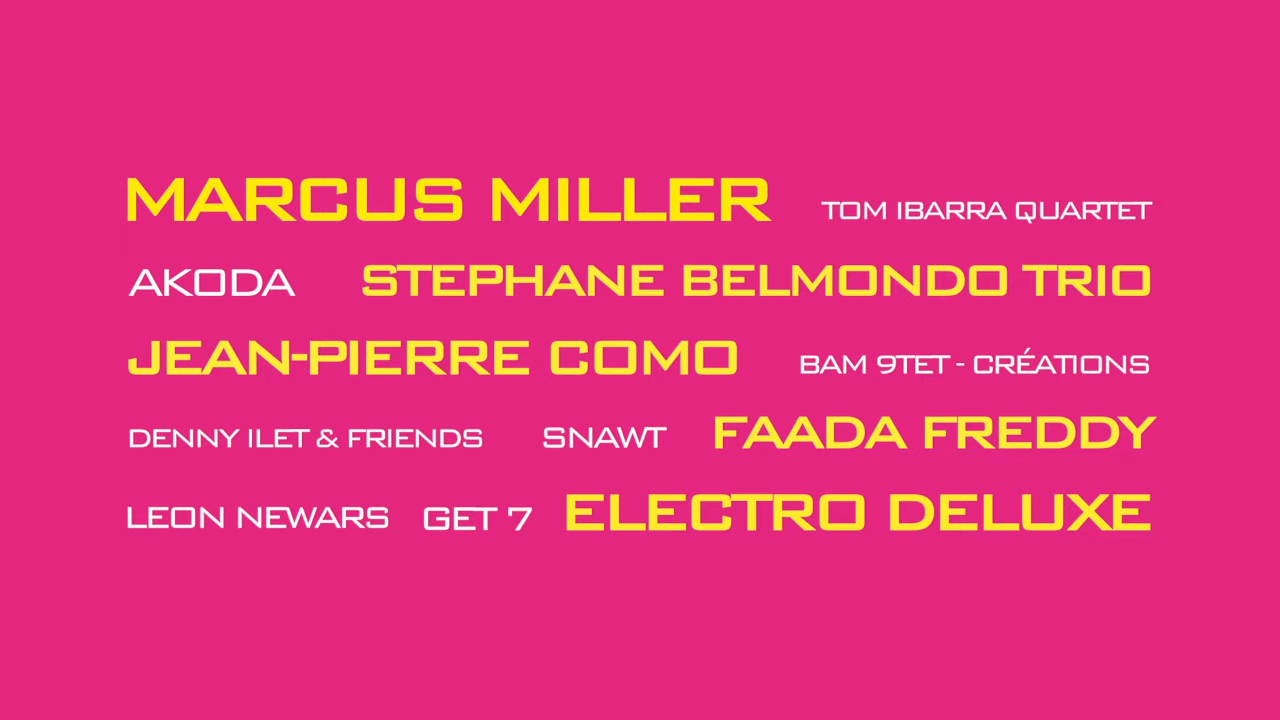 MARCUS MILLER TOM IBARRA QUARTET
AKODA STEPHANE BELMONDO TRIO
JEAN-PIERRE COMO BAM 9TET - CRÉATIONS
DENNY ILET & FRIENDS SNAWT FAADA FREDDY
LEON NEWARS GET 7 ELECTRO DELUXE